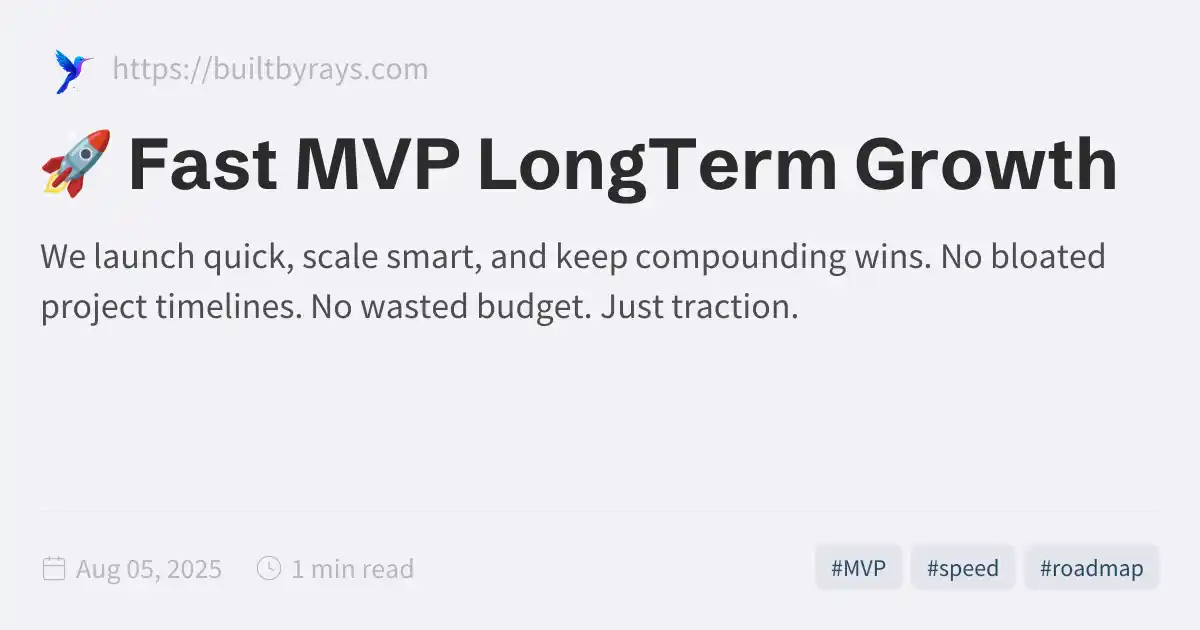 https://builtbyrays.com
🚀 Fast MVP LongTerm Growth
We launch quick, scale smart, and keep compounding wins. No bloated
project timelines. No wasted budget. Just traction.
Aug 05, 2025 1 min read #MVP #speed #roadmap